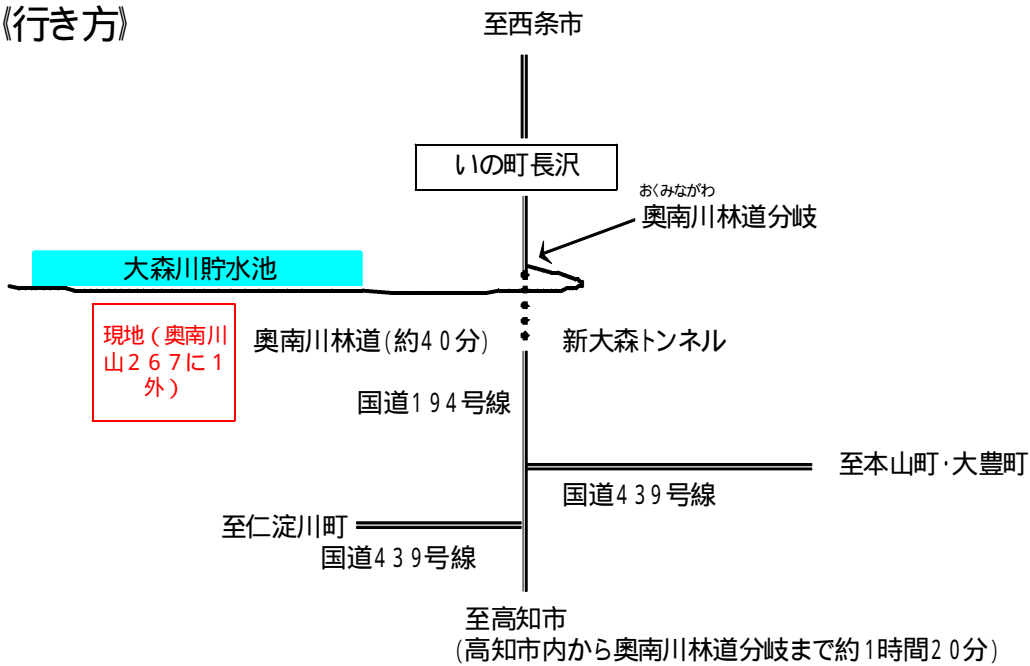 《行き方》
至西条市
いの町長沢
おくみながわ
奥南川林道分岐
大森川貯水池
現地（奥南川
山２６７に１
外）
奥南川林道(約４０分)
新大森トンネル
国道１９４号線
至本山町・大豊町
国道４３９号線
至仁淀川町
国道４３９号線
至高知市
(高知市内から奥南川林道分岐まで約１時間２０分)